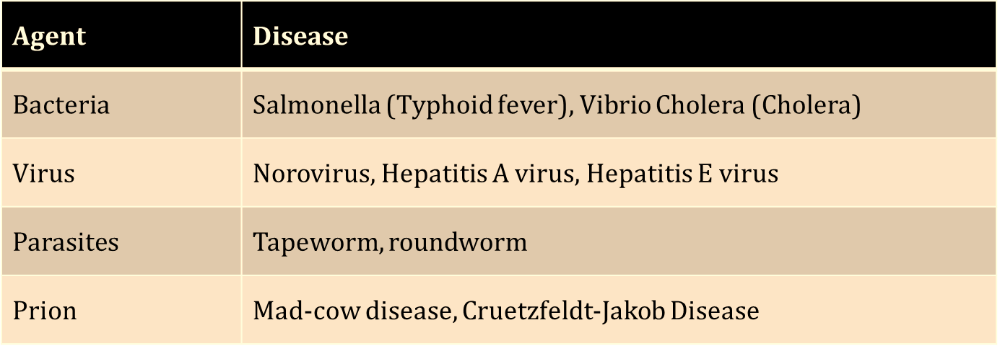 Agent Disease
Bacteria Salmonella (Typhoid fever), Vibrio Cholera (Cholera)
Virus Norovirus, Hepatitis A virus, Hepatitis E virus
Parasites Tapeworm, roundworm
Prion Mad-cow disease, Cruetzfeldt-Jakob Disease